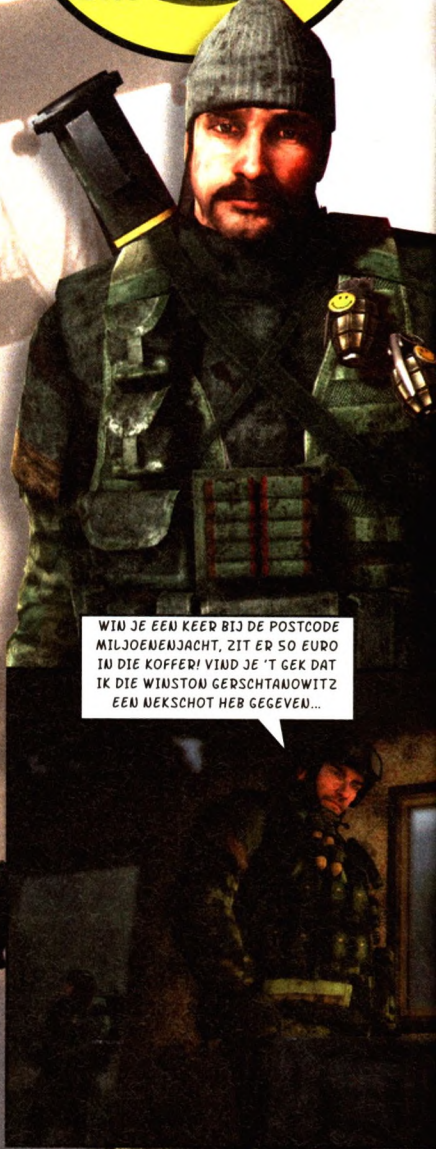 WIN JE EEN KEER BIJ DE POSTCODE
MILJOENENJACHT, ZIT ER 50 EURO
IN DIE KOFFER! VIND JE 'T GEK DAT
IK DIE WINSTON GERSCHTANOWITZ
EEN NEKSCHOT HEB GEGEVEN...